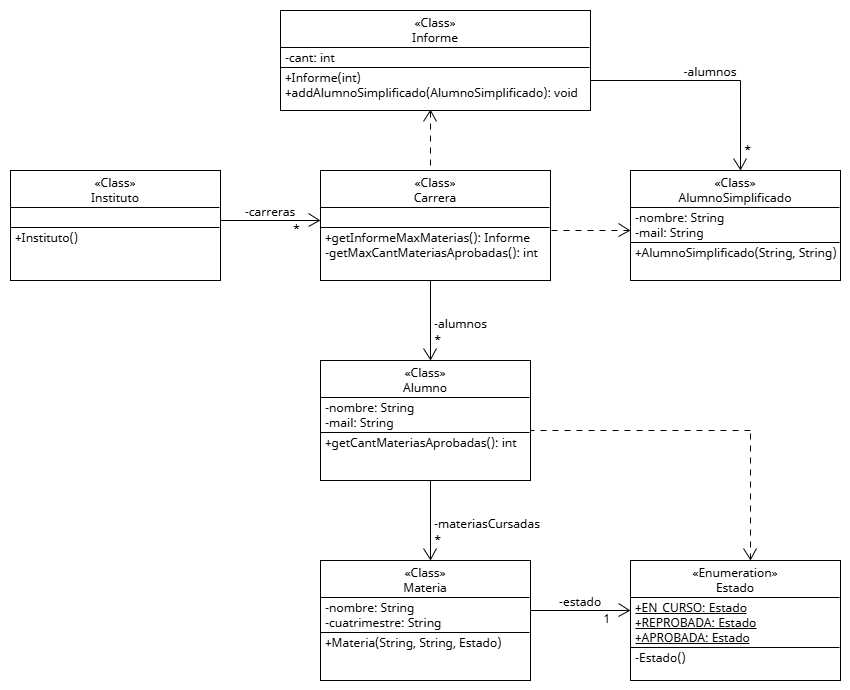 «Class»
Informe
-cant: int
+Informe(int)
+addAlumnoSimplificado(AlumnoSimplificado): void
-alumnos
*
«Class»
Instituto
+Instituto()
-carreras
*
«Class»
Carrera
+getInformeMaxMaterias(): Informe
-getMaxCantMateriasAprobadas(): int
«Class»
AlumnoSimplificado
-nombre: String
-mail: String
+AlumnoSimplificado(String, String)
-alumnos
*
«Class»
Alumno
-nombre: String
-mail: String
+getCantMateriasAprobadas(): int
-materiasCursadas
*
«Class»
Materia
-nombre: String
-cuatrimestre: String
+Materia(String, String, Estado)
-estado
1
«Enumeration»
Estado
+EN_CURSO: Estado
+REPROBADA: Estado
+APROBADA: Estado
-Estado()